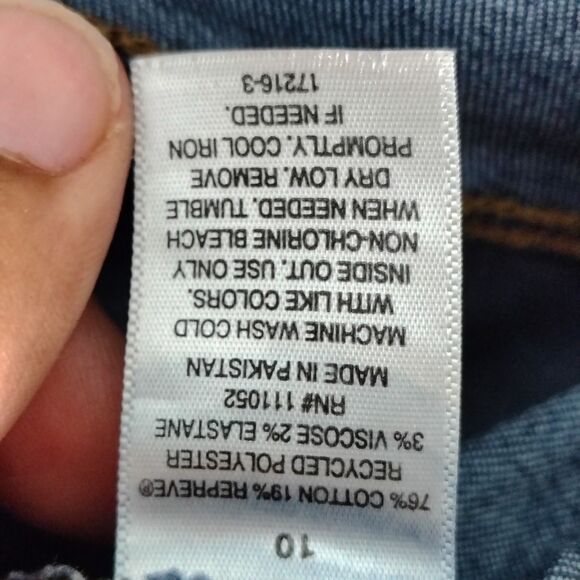 10
76% COTTON 19% REPREVE®
RECYCLED POLYESTER
3% VISCOSE 2% ELASTANE
RN# 111052
MADE IN PAKISTAN
MACHINE WASH COLD
WITH LIKE COLORS.
INSIDE OUT. USE ONLY
NON-CHLORINE BLEACH
WHEN NEEDED. TUMBLE
DRY LOW. REMOVE
PROMPTLY. COOL IRON
IF NEEDED.
17216-3